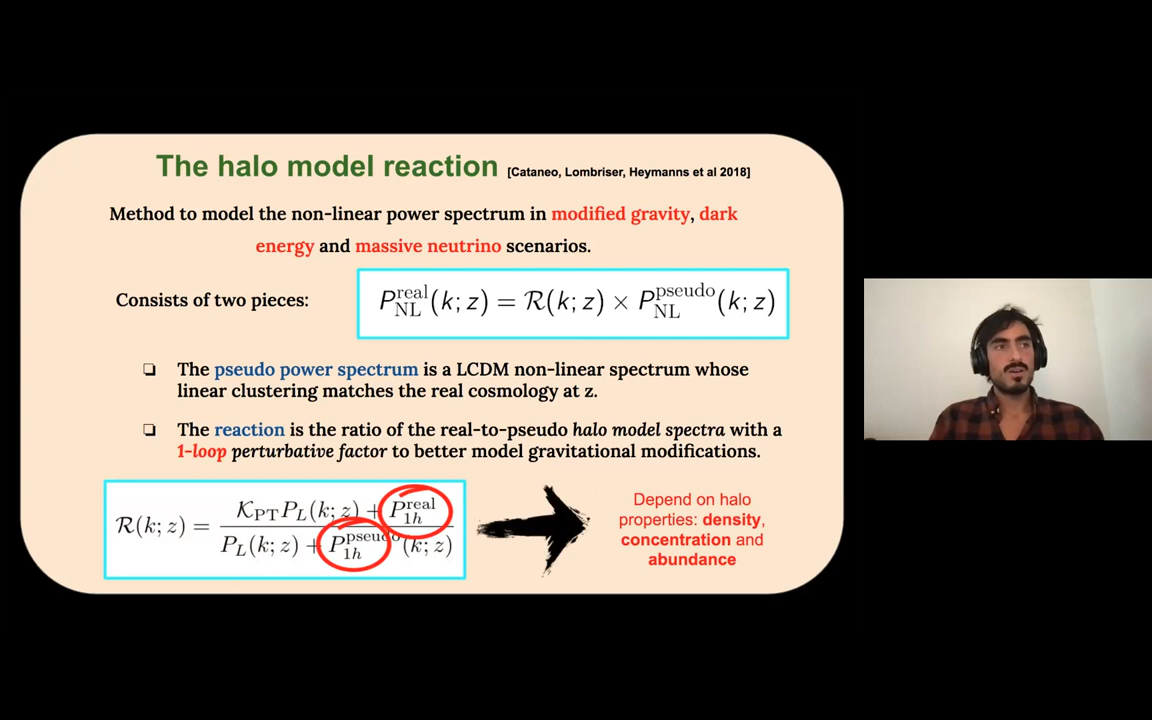 The halo model reaction [Cataneo, Lombriser, Heymanns et al 2018]
Method to model the non-linear power spectrum in modified gravity, dark
energy and massive neutrino scenarios.
Consists of two pieces:
P_NL^real(k; z) = ℛ(k; z) × P_NL^pseudo(k; z)
❑ The pseudo power spectrum is a LCDM non-linear spectrum whose
linear clustering matches the real cosmology at z.
❑ The reaction is the ratio of the real-to-pseudo halo model spectra with a
1-loop perturbative factor to better model gravitational modifications.
ℛ(k; z) = (𝒦_PT P_L(k; z) + P_1h^real) / (P_L(k; z) + P_1h^pseudo(k; z))
Depend on halo
properties: density,
concentration and
abundance